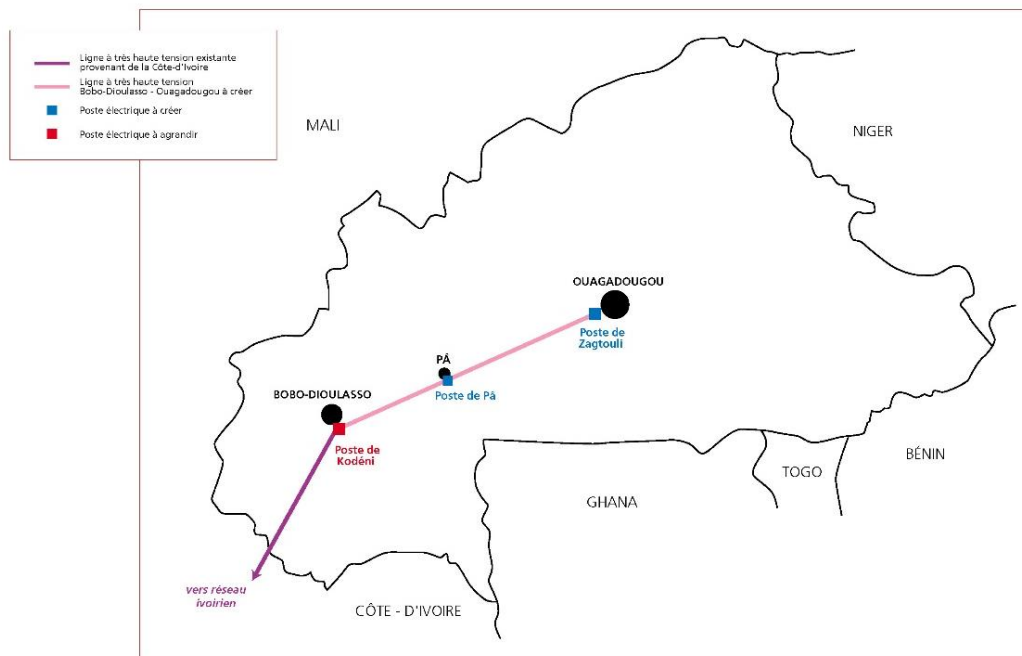 Ligne à très haute tension existante
provenant de la Côte-d'Ivoire
Ligne à très haute tension
Bobo-Dioulasso - Ouagadougou à créer
Poste électrique à créer
Poste électrique à agrandir
MALI
NIGER
OUAGADOUGOU
Poste de
Zagtouli
PÂ
Poste de Pâ
BOBO-DIOULASSO
Poste de
Kodéni
BÉNIN
TOGO
GHANA
vers réseau
ivoirien
CÔTE - D'IVOIRE